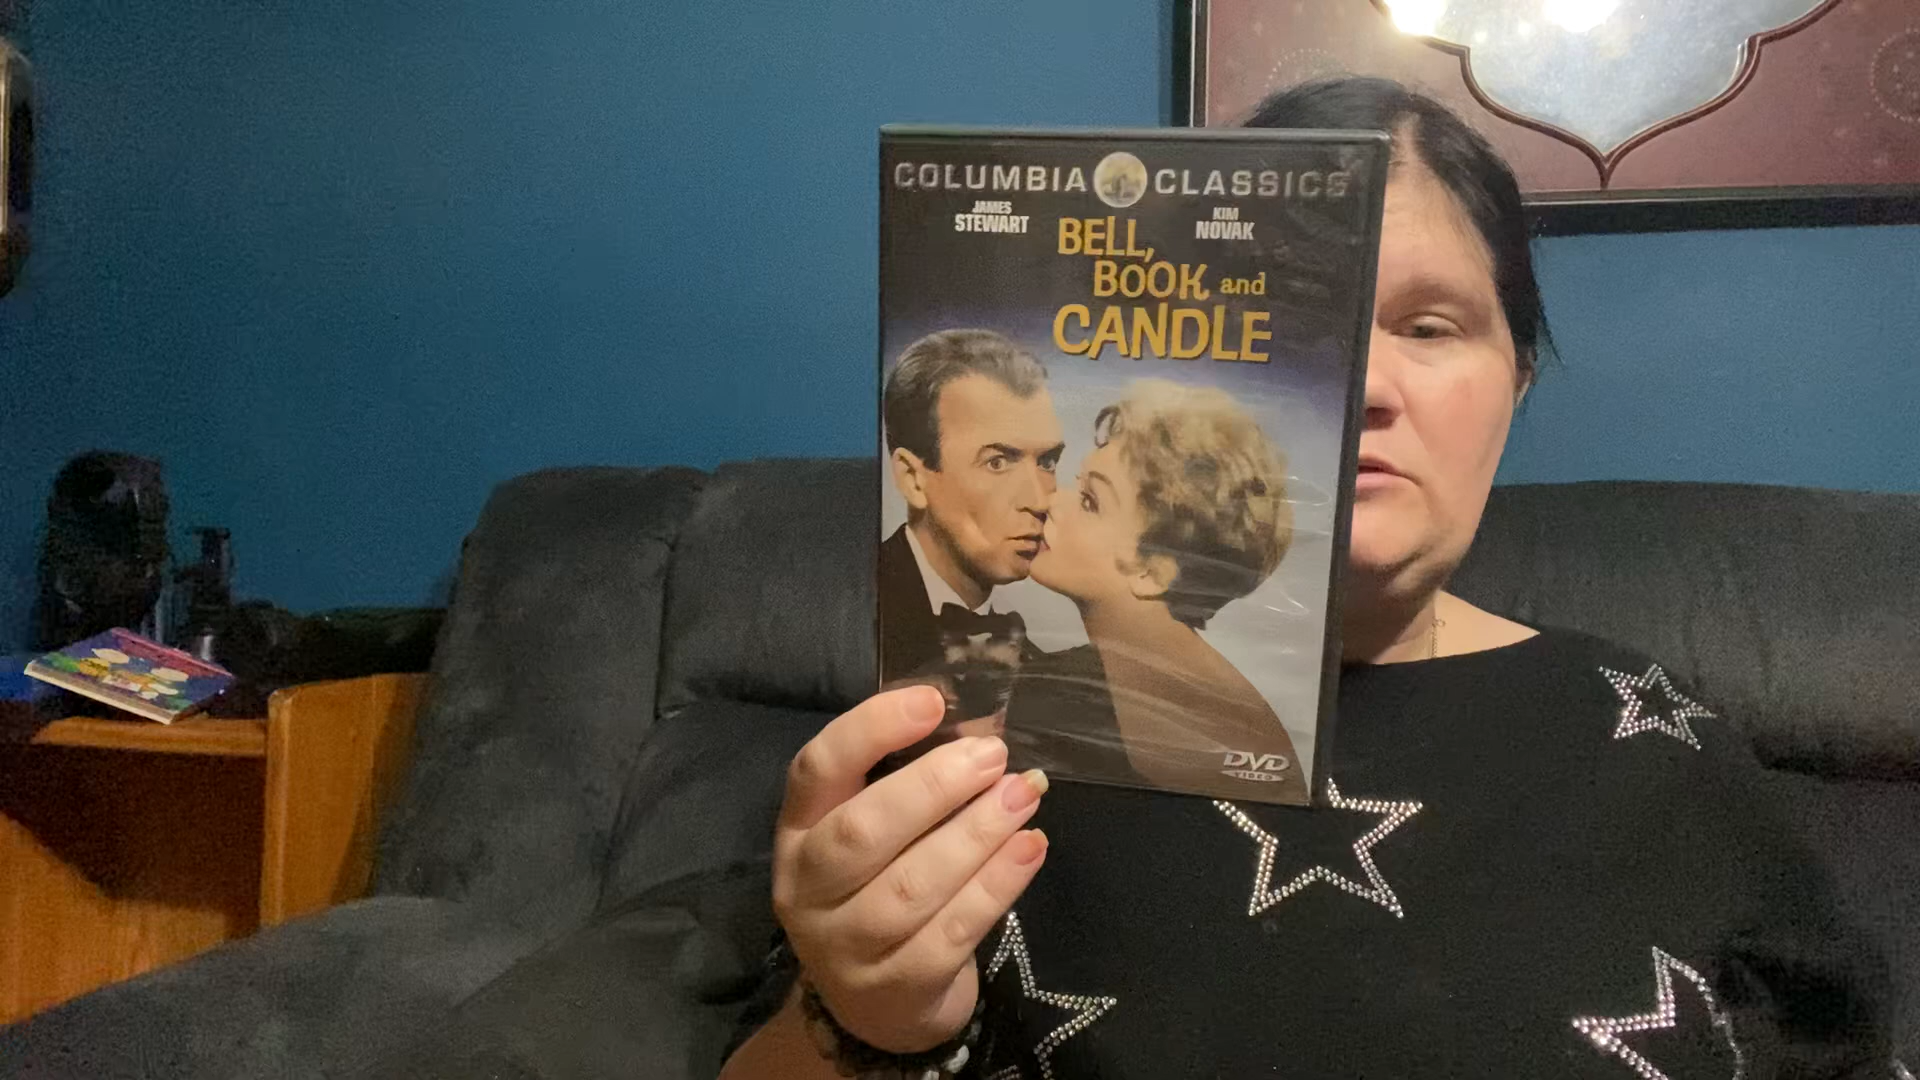 COLUMBIA CLASSICS
JAMES
STEWART
KIM
NOVAK
BELL,
BOOK and
CANDLE
DVD
VIDEO